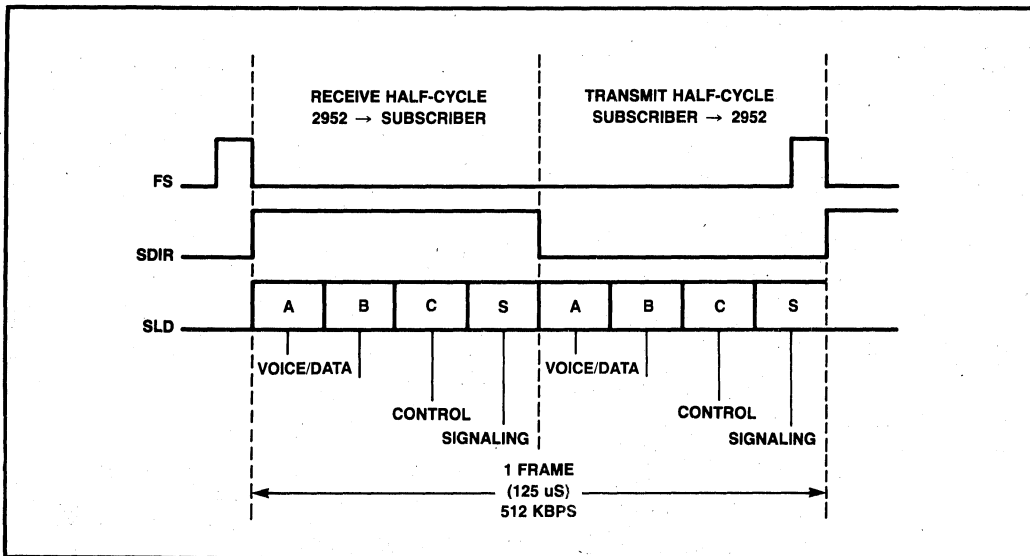 RECEIVE HALF-CYCLE
2952 → SUBSCRIBER
TRANSMIT HALF-CYCLE
SUBSCRIBER → 2952
FS
SDIR
SLD
A
B
C
S
A
B
C
S
VOICE/DATA
VOICE/DATA
CONTROL
CONTROL
SIGNALING
SIGNALING
1 FRAME
(125 uS)
512 KBPS